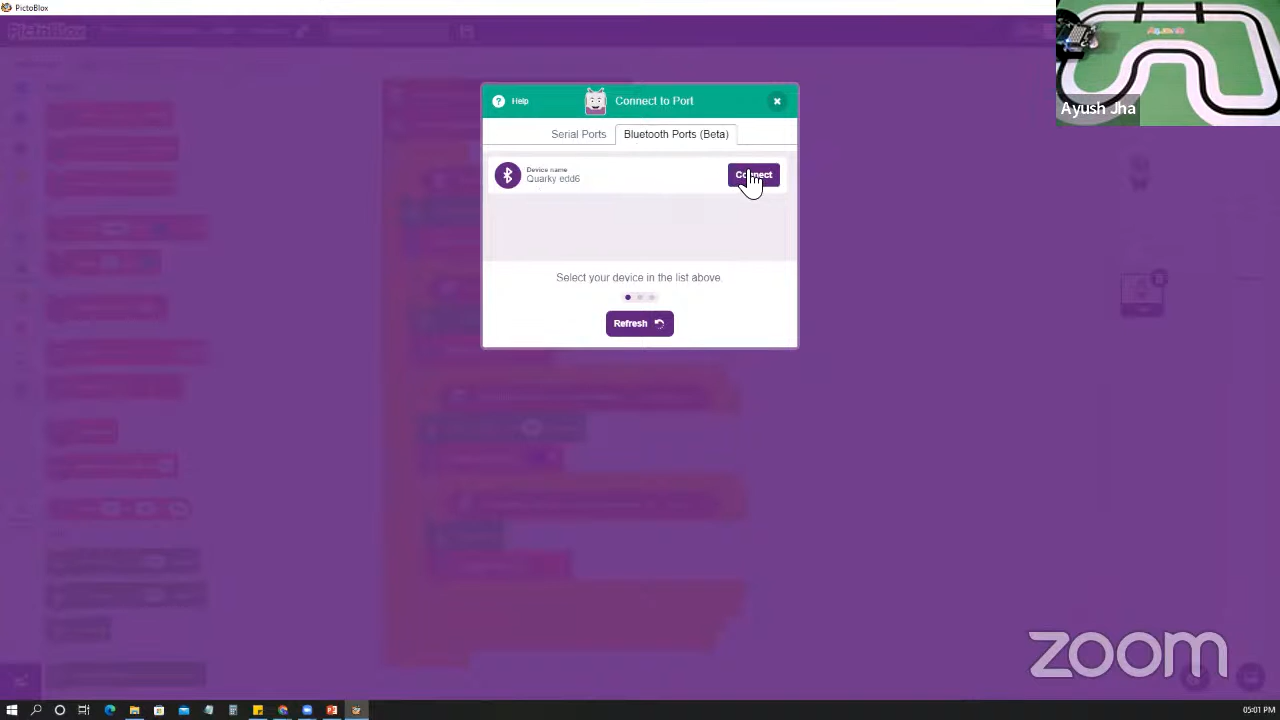 PictoBlox
PictoBlox
Help
Connect to Port
Serial Ports
Bluetooth Ports (Beta)
Device name
Quarky edd6
Connect
Select your device in the list above.
Refresh
Ayush Jha
zoom
05:01 PM